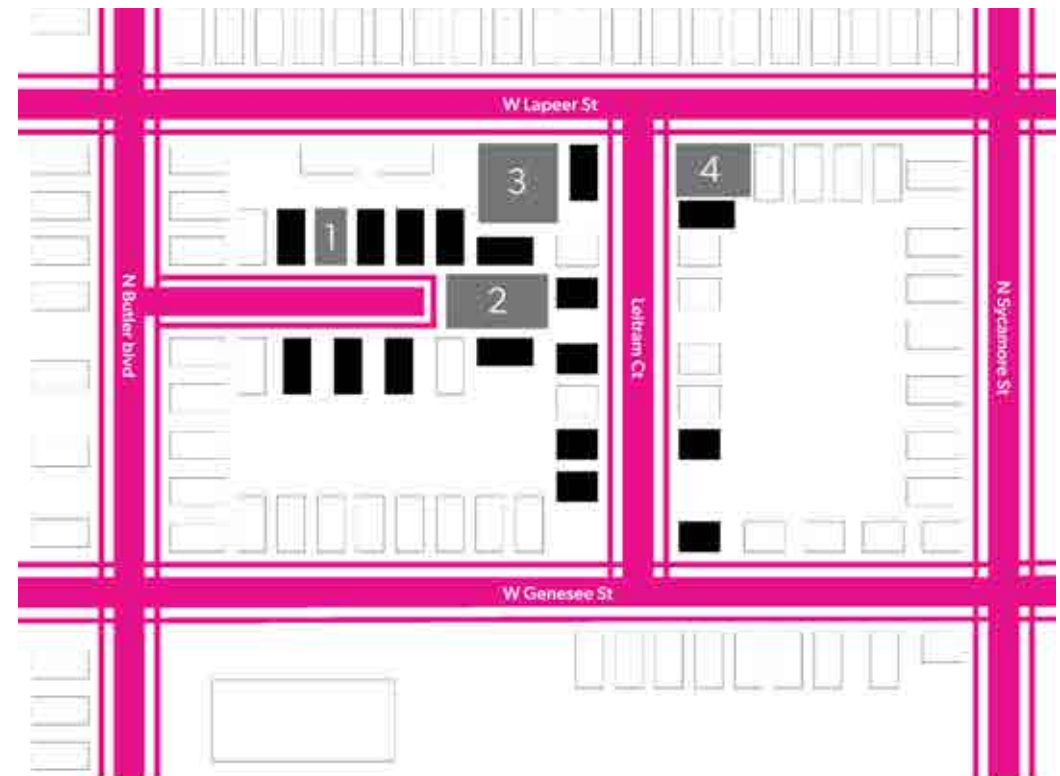 W Lapeer St
3
4
1
2
N Butler blvd
Leitram Ct
N Sycamore St
W Genesee St